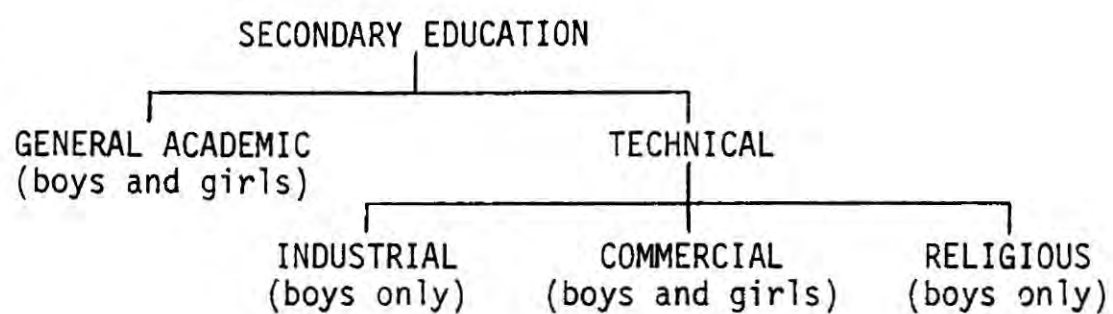 SECONDARY EDUCATION
GENERAL ACADEMIC
(boys and girls)
TECHNICAL
INDUSTRIAL
(boys only)
COMMERCIAL
(boys and girls)
RELIGIOUS
(boys only)